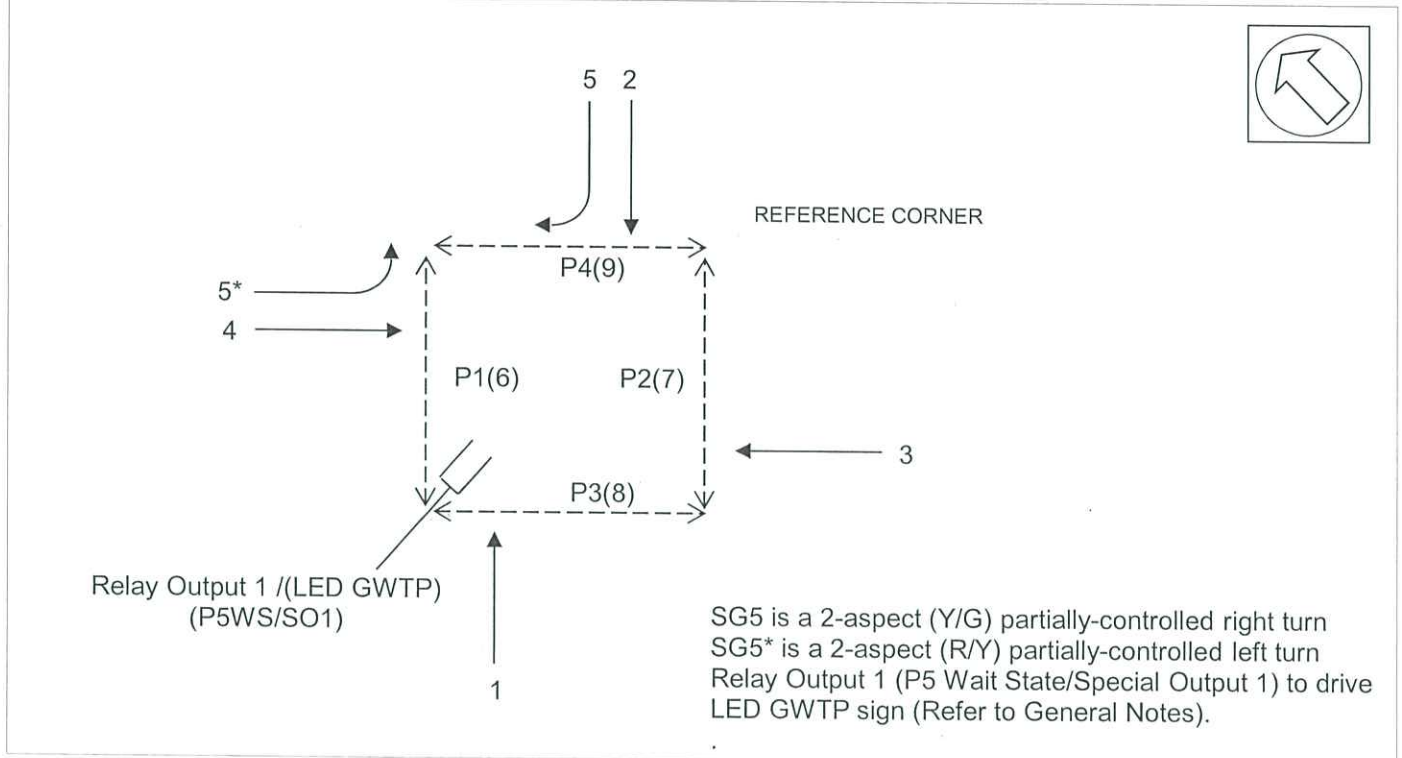 5 2
REFERENCE CORNER
P4(9)
5*
4
P1(6)
P2(7)
3
P3(8)
Relay Output 1 /(LED GWTP)
(P5WS/SO1)
1
SG5 is a 2-aspect (Y/G) partially-controlled right turn
SG5* is a 2-aspect (R/Y) partially-controlled left turn
Relay Output 1 (P5 Wait State/Special Output 1) to drive
LED GWTP sign (Refer to General Notes).
.